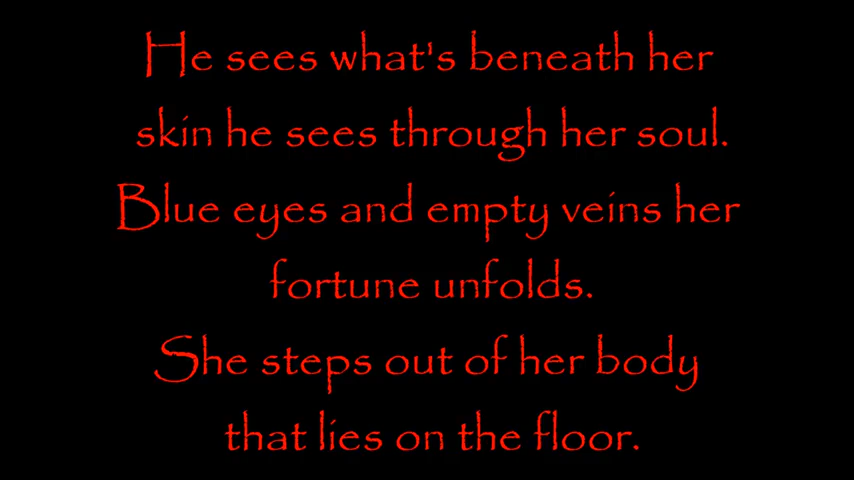 He sees what's beneath her
skin he sees through her soul.
Blue eyes and empty veins her
fortune unfolds.
She steps out of her body
that lies on the floor.